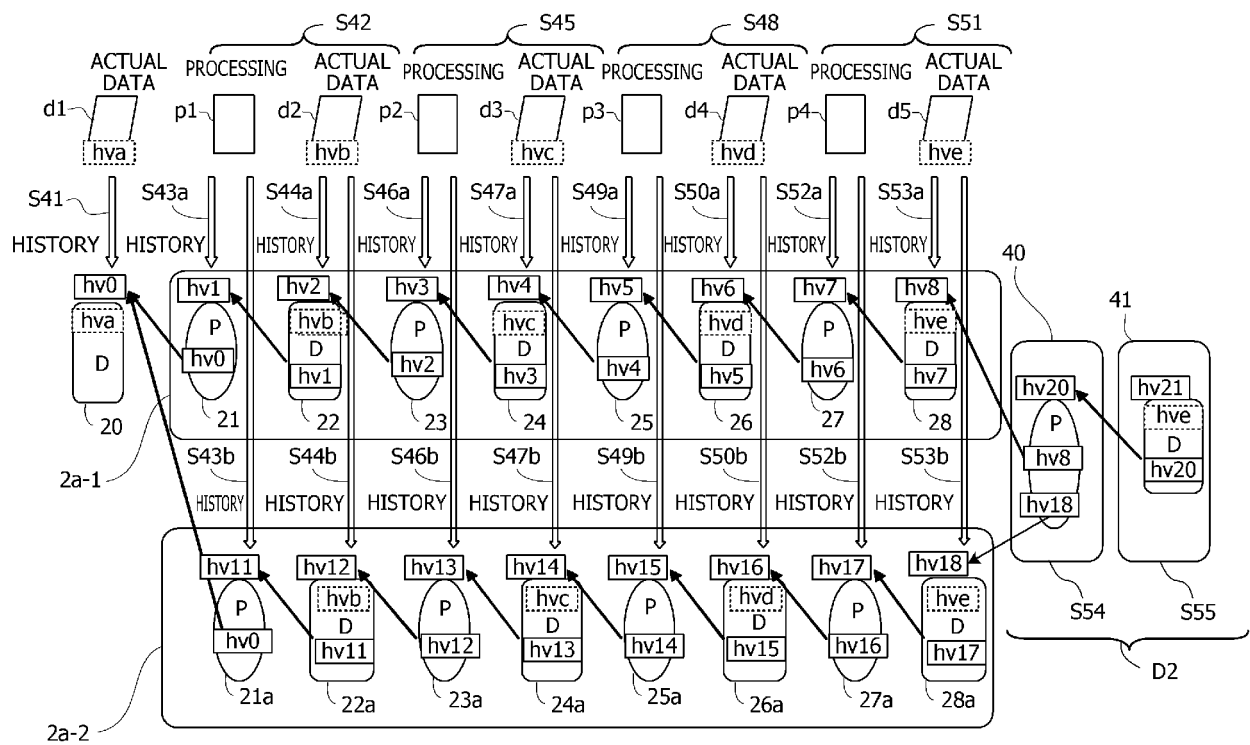 S42 S45 S48 S51
ACTUAL DATA PROCESSING ACTUAL DATA PROCESSING ACTUAL DATA PROCESSING ACTUAL DATA PROCESSING ACTUAL DATA
d1 p1 d2 p2 d3 p3 d4 p4 d5
hva hvb hvc hvd hve
S41 S43a S44a S46a S47a S49a S50a S52a S53a
HISTORY HISTORY HISTORY HISTORY HISTORY HISTORY HISTORY HISTORY HISTORY
40
hv0 hv1 hv2 hv3 hv4 hv5 hv6 hv7 hv8
41
hva P hvb P hvc P hvd P hve
D hv0 D hv2 D hv4 D hv6 D
hv1 hv3 hv5 hv7
hv20 hv21
P hve
D
hv8 hv20
hv18
20 21 22 23 24 25 26 27 28
2a-1
S43b S44b S46b S47b S49b S50b S52b S53b
HISTORY HISTORY HISTORY HISTORY HISTORY HISTORY HISTORY HISTORY
hv11 hv12 hv13 hv14 hv15 hv16 hv17 hv18
P hvb P hvc P hvd P hve
D D D D
hv0 hv11 hv12 hv13 hv14 hv15 hv16 hv17
S54 S55
D2
21a 22a 23a 24a 25a 26a 27a 28a
2a-2